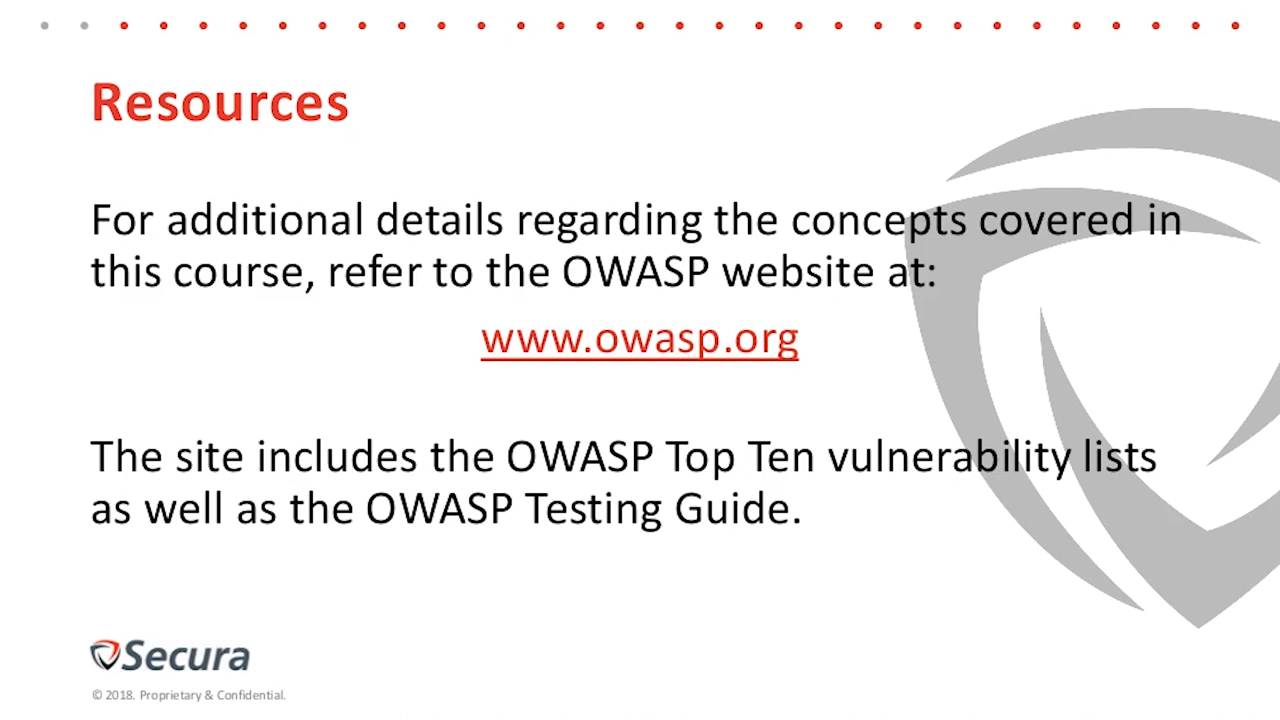 Resources
For additional details regarding the concepts covered in
this course, refer to the OWASP website at:
www.owasp.org
The site includes the OWASP Top Ten vulnerability lists
as well as the OWASP Testing Guide.
Secura
© 2018. Proprietary & Confidential.